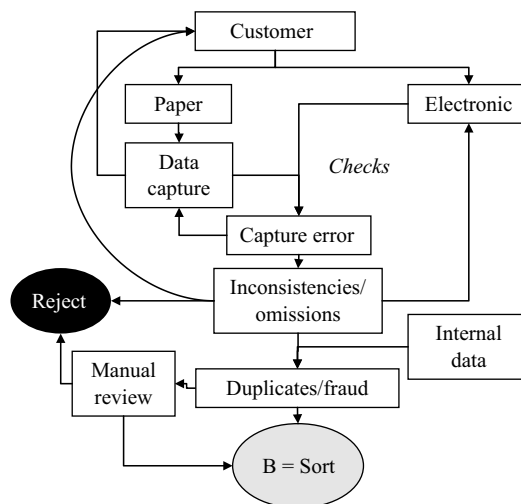 Customer
Paper
Electronic
Data
capture
Checks
Capture error
Inconsistencies/
omissions
Reject
Internal
data
Manual
review
Duplicates/fraud
B = Sort